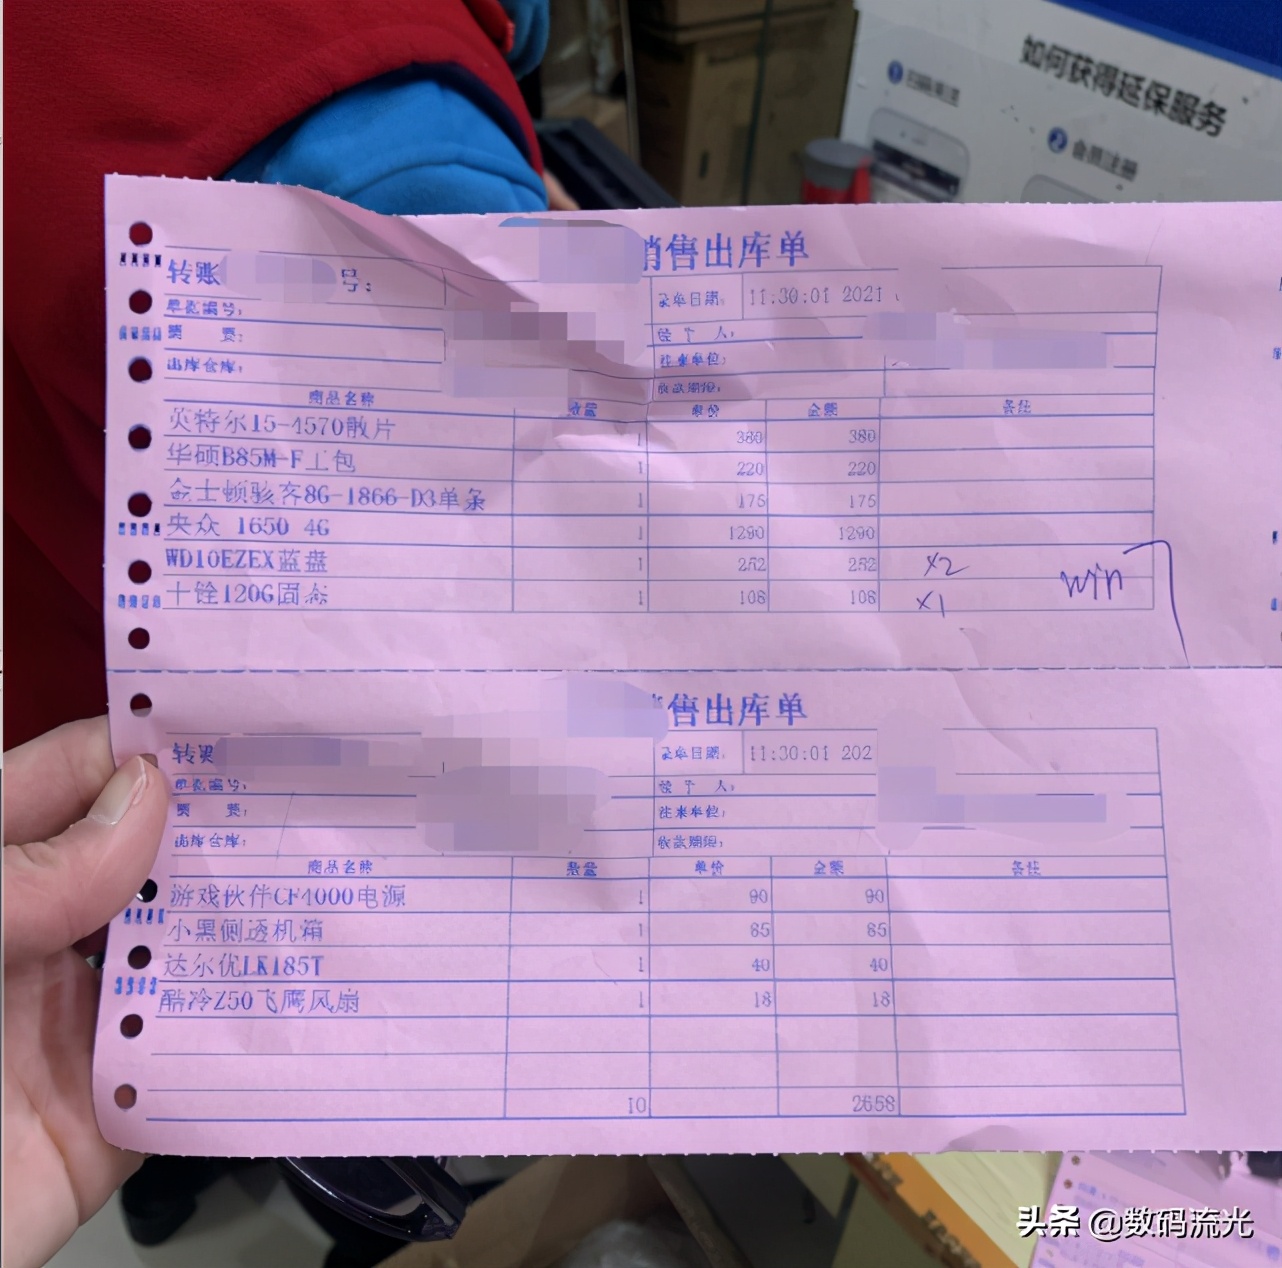 如何获得延保服务
2 会员注册
销售出库单
转账 号:
录单日期: 11:30:01 2021
单据编号:
经 手 人:
票 要:
往来单位:
出库仓库:
收款期限:
商品名称 数量 单价 金额 备注
英特尔I5-4570散片 1 380 380
华硕B85M-F工包 1 220 220
金士顿骇客8G-1866-D3单条 1 175 175
央众 1650 4G 1 1290 1290
WD10EZEX蓝盘 1 252 252 x2
win7
十铨120G固态 1 108 108 x1
售出库单
转账
录单日期: 11:30:01 202
单据编号:
经 手 人:
票 要:
往来单位:
出库仓库:
收款期限:
商品名称 数量 单价 金额 备注
游戏伙伴CF4000电源 1 90 90
小黑侧透机箱 1 85 85
达尔优LK185T 1 40 40
酷冷Z50飞鹰风扇 1 18 18
10 2658
头条 @数码流光